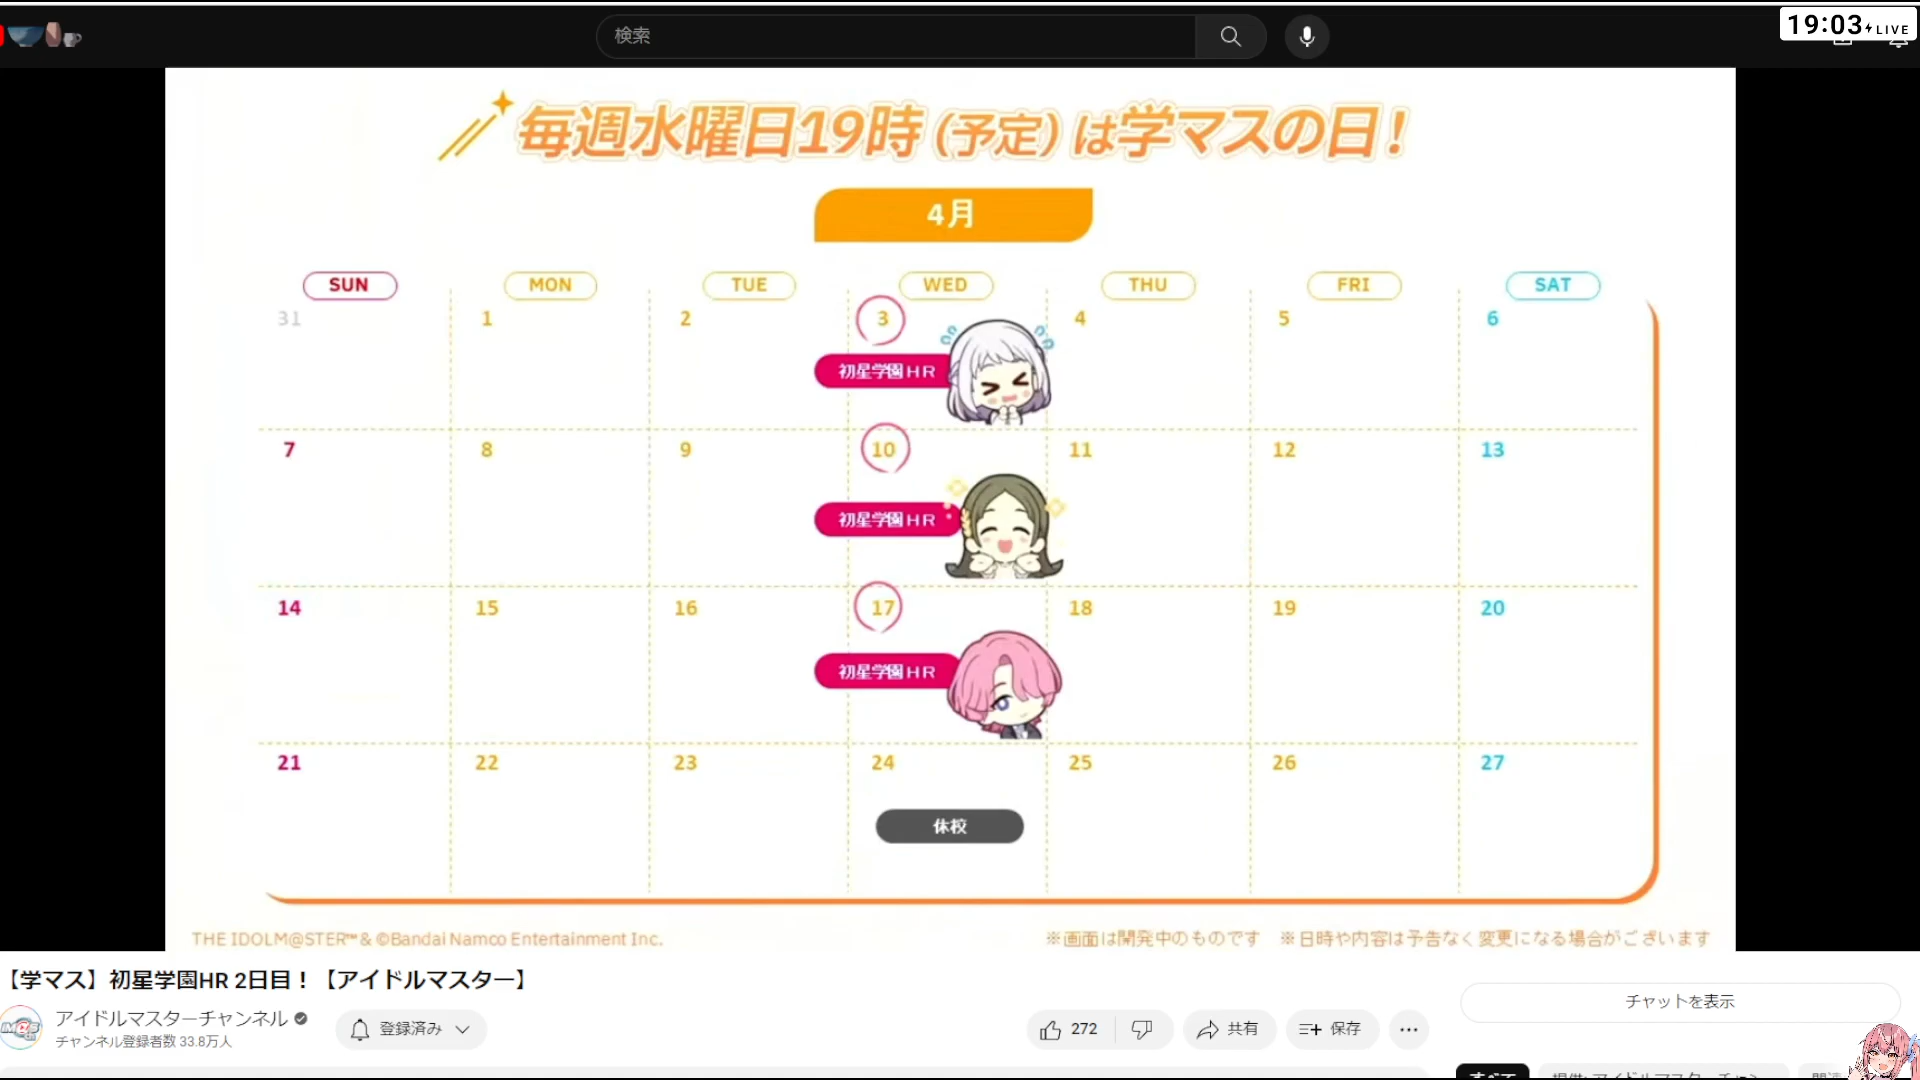 検索
19:03 LIVE
毎週水曜日19時(予定)は学マスの日!
4月
SUN MON TUE WED THU FRI SAT
31 1 2 3 4 5 6
初星学園HR
7 8 9 10 11 12 13
初星学園HR
14 15 16 17 18 19 20
初星学園HR
21 22 23 24 25 26 27
休校
THE IDOLM@STER™& ©Bandai Namco Entertainment Inc.
※画面は開発中のものです ※日時や内容は予告なく変更になる場合がございます
【学マス】初星学園HR 2日目!【アイドルマスター】
アイドルマスターチャンネル
チャンネル登録者数 33.8万人
登録済み
272
共有
保存
チャットを表示
すべて